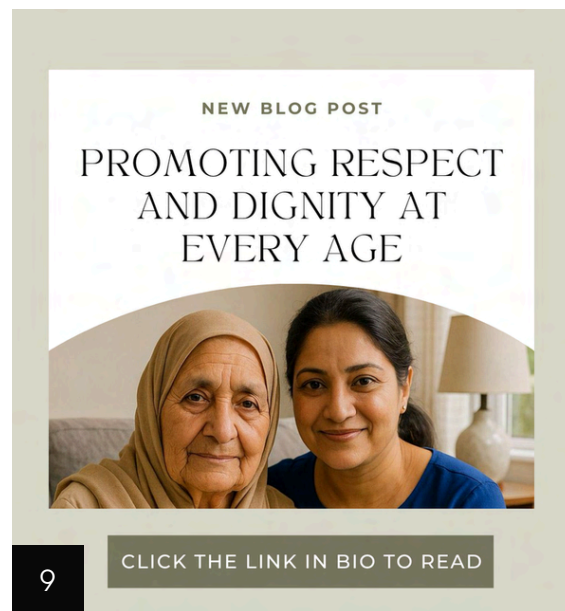 NEW BLOG POST
PROMOTING RESPECT
AND DIGNITY AT
EVERY AGE
CLICK THE LINK IN BIO TO READ
9